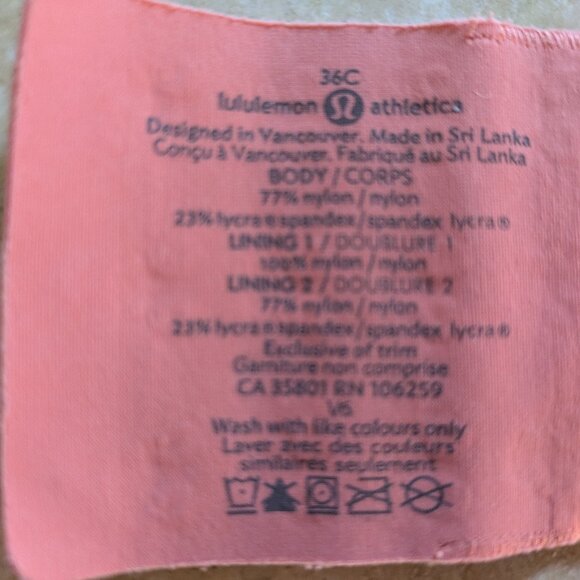 36C
lululemon athletica
Designed in Vancouver. Made in Sri Lanka
Conçu à Vancouver. Fabriqué au Sri Lanka
BODY / CORPS
77% nylon / nylon
23% lycra® spandex / spandex lycra®
LINING 1 / DOUBLURE 1
100% nylon / nylon
LINING 2 / DOUBLURE 2
77% nylon / nylon
23% lycra® spandex / spandex lycra®
Exclusive of trim
Garniture non comprise
CA 35801 RN 106259
V6
Wash with like colours only
Laver avec des couleurs
similaires seulement